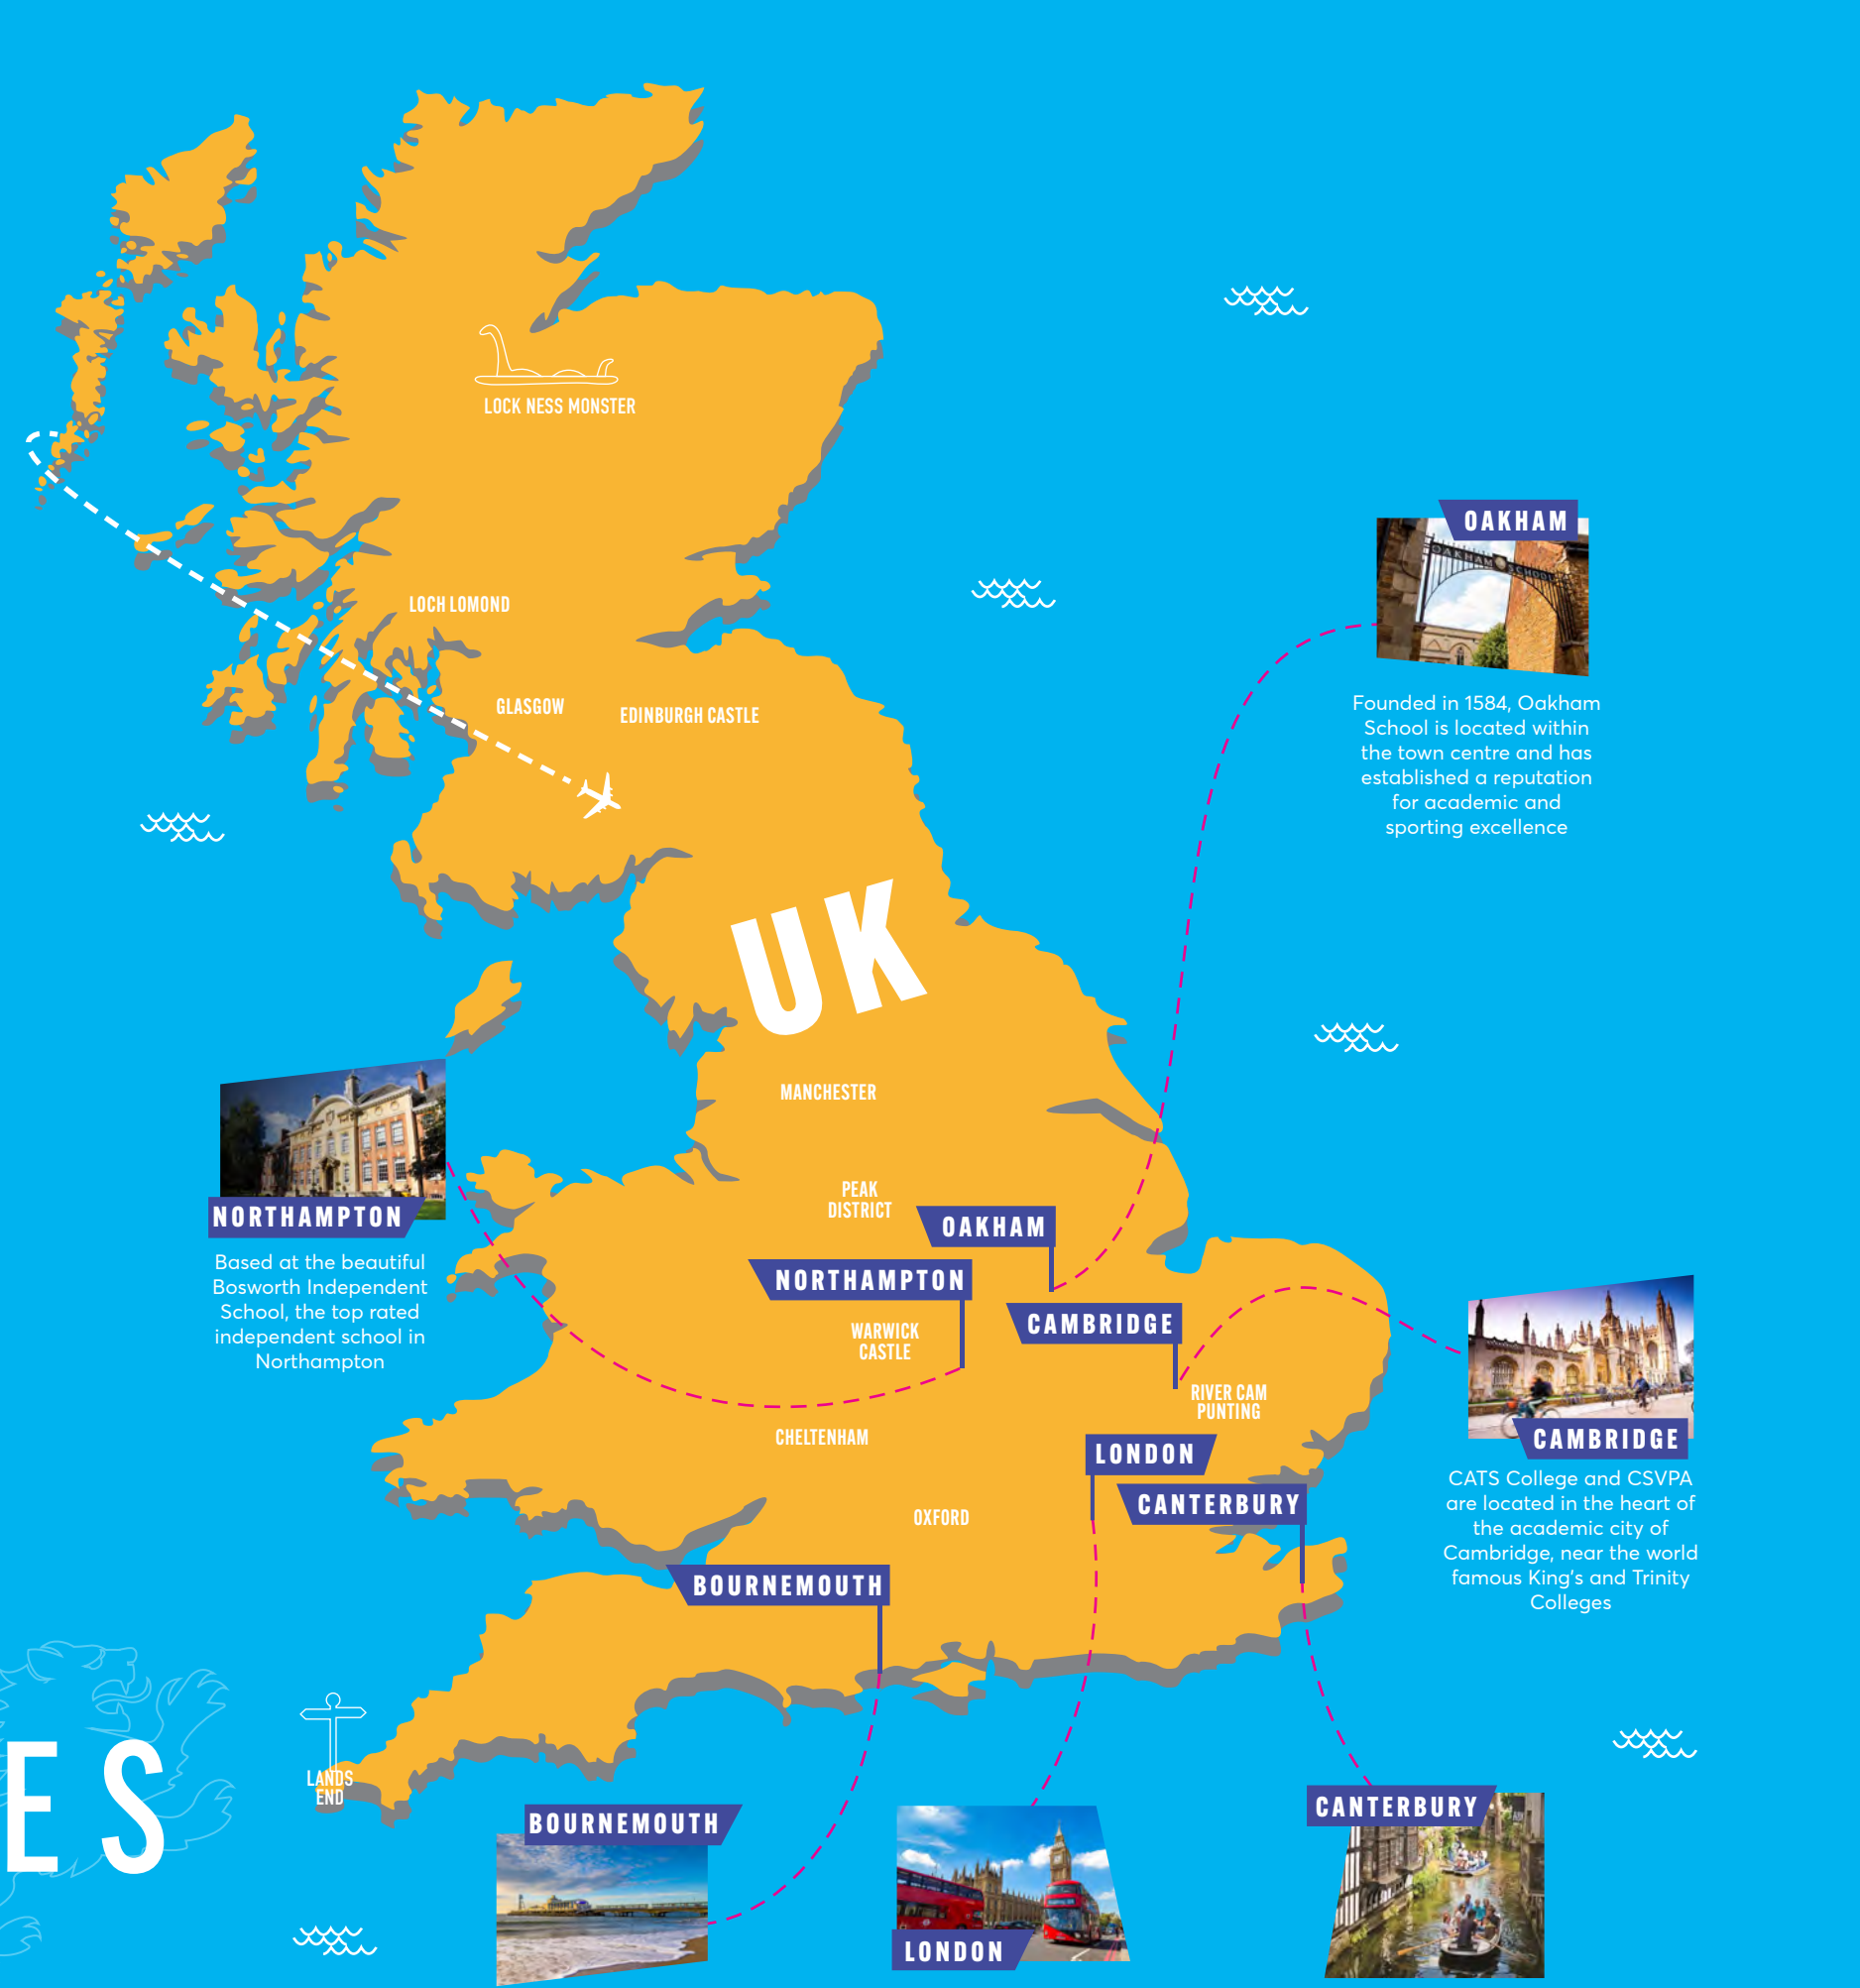 LOCK NESS MONSTER
OAKHAM
OAKHAM SCHOOL
Founded in 1584, Oakham
School is located within
the town centre and has
established a reputation
for academic and
sporting excellence
LOCH LOMOND
GLASGOW
EDINBURGH CASTLE
UK
MANCHESTER
PEAK
DISTRICT
OAKHAM
NORTHAMPTON
Based at the beautiful
Bosworth Independent
School, the top rated
independent school in
Northampton
NORTHAMPTON
CAMBRIDGE
WARWICK
CASTLE
RIVER CAM
PUNTING
CAMBRIDGE
CATS College and CSVPA
are located in the heart of
the academic city of
Cambridge, near the world
famous King's and Trinity
Colleges
CHELTENHAM
LONDON
CANTERBURY
OXFORD
BOURNEMOUTH
LANDS
END
ES
BOURNEMOUTH
LONDON
CANTERBURY